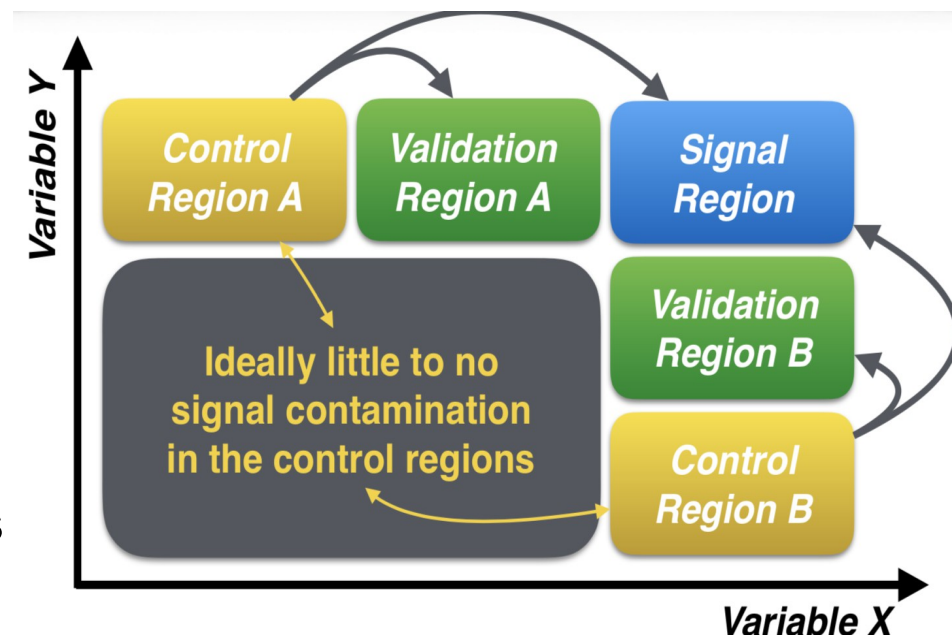 Variable Y
Control
Region A
Validation
Region A
Signal
Region
Validation
Region B
Ideally little to no
signal contamination
in the control regions
Control
Region B
Variable X